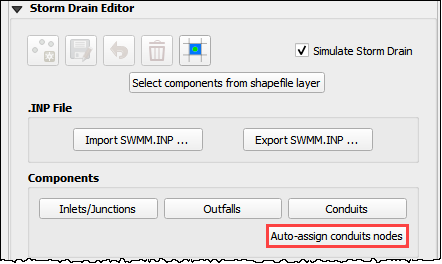 Storm Drain Editor
Simulate Storm Drain
Select components from shapefile layer
.INP File
Import SWMM.INP ... Export SWMM.INP ...
Components
Inlets/Junctions Outfalls Conduits
Auto-assign conduits nodes